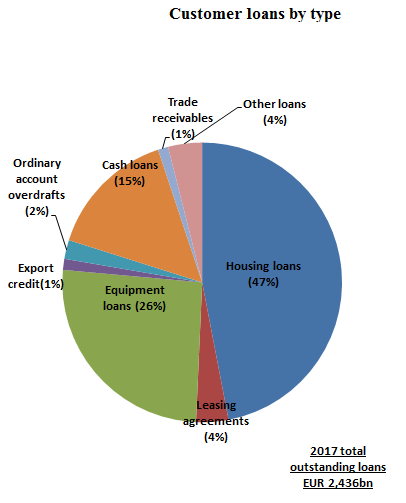 Customer loans by type
Trade
receivables
(1%)
Other loans
(4%)
Ordinary
account
overdrafts
(2%)
Cash loans
(15%)
Housing loans
(47%)
Export
credit(1%)
Equipment
loans (26%)
Leasing
agreements
(4%)
2017 total
outstanding loans
EUR 2,436bn